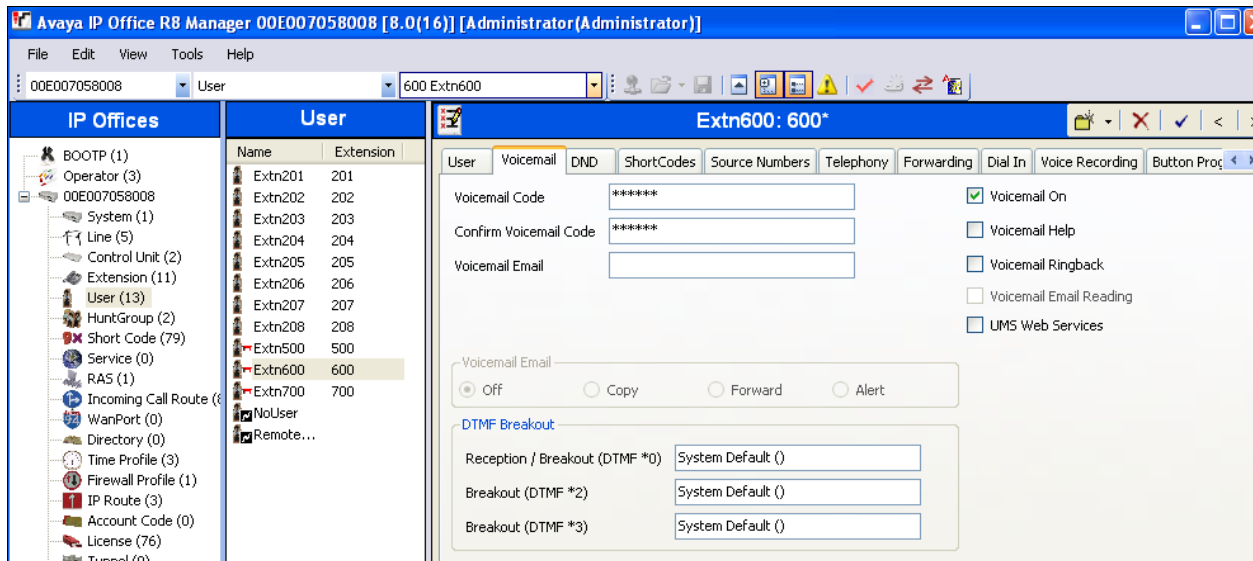 Avaya IP Office R8 Manager 00E007058008 [8.0(16)] [Administrator(Administrator)]
File Edit View Tools Help
00E007058008 User 600 Extn600
IP Offices
BOOTP (1)
Operator (3)
00E007058008
System (1)
Line (5)
Control Unit (2)
Extension (11)
User (13)
HuntGroup (2)
Short Code (79)
Service (0)
RAS (1)
Incoming Call Route (
WanPort (0)
Directory (0)
Time Profile (3)
Firewall Profile (1)
IP Route (3)
Account Code (0)
License (76)
Tunnel (0)
User
Name Extension
Extn201 201
Extn202 202
Extn203 203
Extn204 204
Extn205 205
Extn206 206
Extn207 207
Extn208 208
Extn500 500
Extn600 600
Extn700 700
NoUser
Remote...
Extn600: 600*
User Voicemail DND ShortCodes Source Numbers Telephony Forwarding Dial In Voice Recording Button Prog
Voicemail Code ****** Voicemail On
Confirm Voicemail Code ****** Voicemail Help
Voicemail Email Voicemail Ringback
Voicemail Email Reading
UMS Web Services
Voicemail Email
Off Copy Forward Alert
DTMF Breakout
Reception / Breakout (DTMF *0) System Default ()
Breakout (DTMF *2) System Default ()
Breakout (DTMF *3) System Default ()